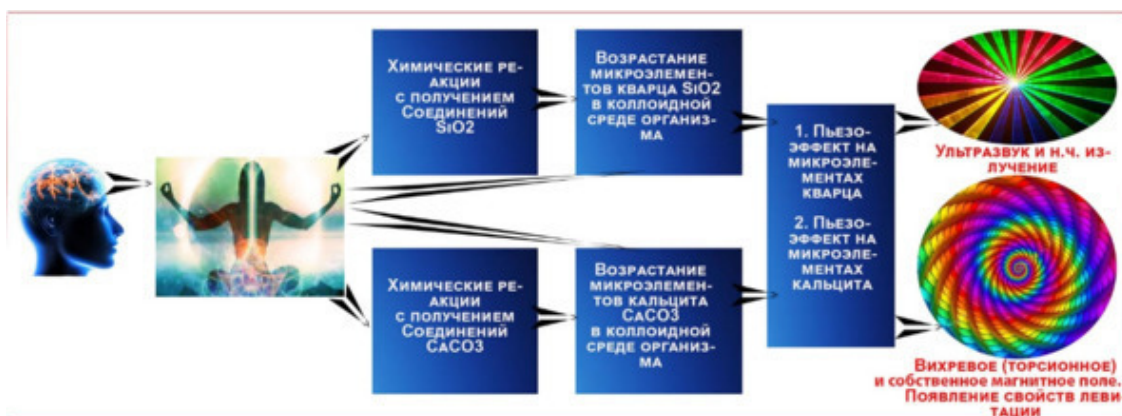 Химические ре-
акции
с получением
Соединений
SiO2
Возрастание
микроэлемен-
тов кварца SiO2
в коллоидной
среде организ-
ма
Химические ре-
акции
с получением
Соединений
CaCO3
Возрастание
микроэлемен-
тов кальцита
CaCO3
в коллоидной
среде организ-
ма
1. Пьезо-
эффект на
микроэле-
ментах
кварца
2. Пьезо-
эффект на
микроэле-
ментах
кальцита
Ультразвук и н.ч. из-
лучение
Вихревое (торсионное)
и собственное магнитное поле.
Появление свойств леви
тации